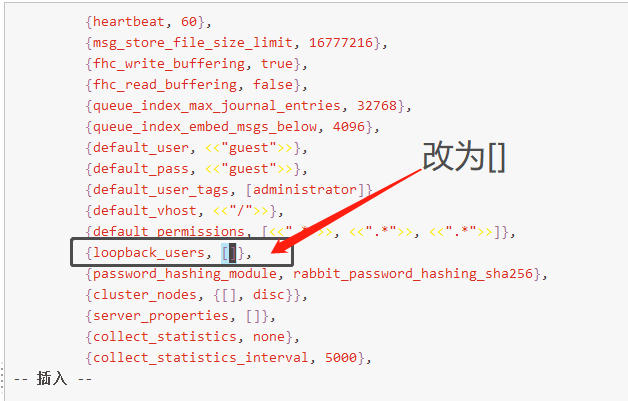 {heartbeat, 60},
{msg_store_file_size_limit, 16777216},
{fhc_write_buffering, true},
{fhc_read_buffering, false},
{queue_index_max_journal_entries, 32768},
{queue_index_embed_msgs_below, 4096},
{default_user, <<"guest">>},
{default_pass, <<"guest">>},
{default_user_tags, [administrator]}
改为[]
{default_vhost, <<"/">>},
{default_permissions, [<<".*">>, <<".*">>, <<".*">>]},
{loopback_users, []},
{password_hashing_module, rabbit_password_hashing_sha256},
{cluster_nodes, {[], disc}},
{server_properties, []},
{collect_statistics, none},
{collect_statistics_interval, 5000},
-- 插入 --